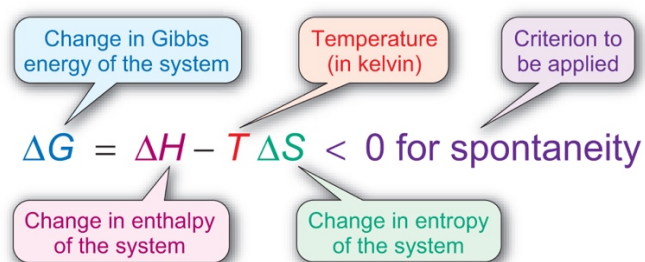 Change in Gibbs
energy of the system
Temperature
(in kelvin)
Criterion to
be applied
ΔG = ΔH – T ΔS < 0 for spontaneity
Change in enthalpy
of the system
Change in entropy
of the system